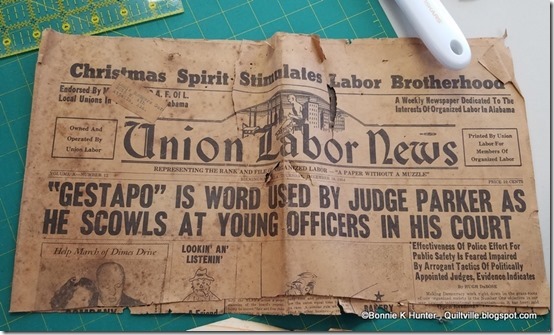 Christmas Spirit Stimulates Labor Brotherhood
Endorsed By
A. F. Of L.
Local Unions In
Alabama
A Weekly Newspaper Dedicated To The
Interests Of Organized Labor In Alabama
Owned And
Operated By
Union Labor
Union Labor News
Printed By Union
Labor For
Members Of
Organized Labor
REPRESENTING THE RANK AND FILE ORGANIZED LABOR — "A PAPER WITHOUT A MUZZLE"
"GESTAPO" IS WORD USED BY JUDGE PARKER AS
HE SCOWLS AT YOUNG OFFICERS IN HIS COURT
Help March of Dimes Drive
LOOKIN' AN'
LISTENIN'
Effectiveness Of Police Effort For
Public Safety Is Feared Impaired
By Arrogant Tactics Of Politically
Appointed Judges, Evidence Indicates
©Bonnie K Hunter _ Quiltville.blogspot.com